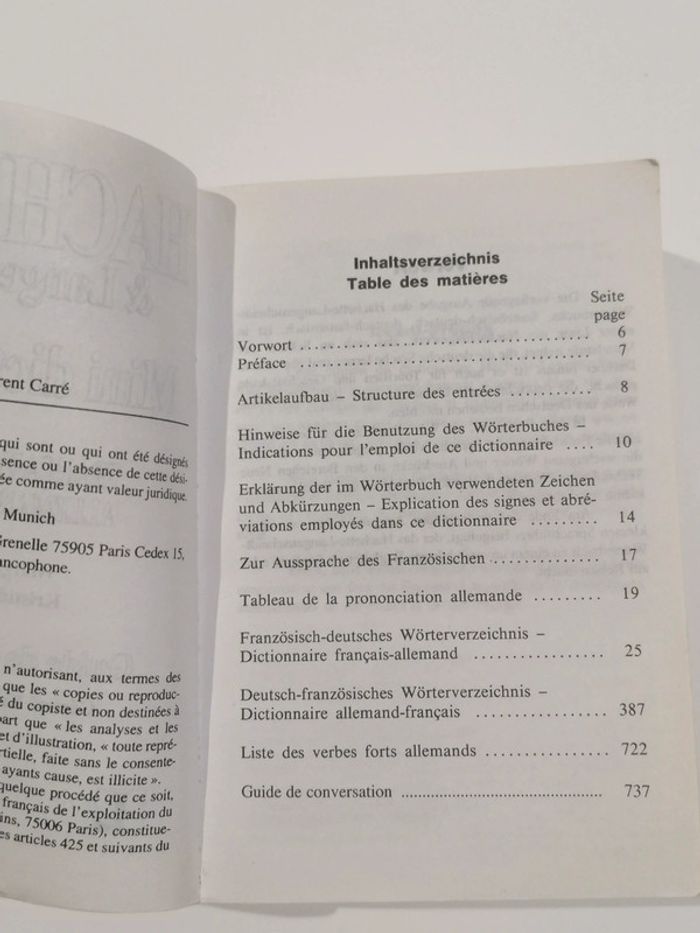 HACH
& Lange
rent Carré
qui sont ou qui ont été désignés
sence ou l'absence de cette dési-
ée comme ayant valeur juridique.
Munich
Grenelle 75905 Paris Cedex 15,
ancophone.
n'autorisant, aux termes des
que les « copies ou reproduc-
du copiste et non destinées à
part que « les analyses et les
et d'illustration, « toute repré-
rtielle, faite sans le consente-
ayants cause, est illicite ».
quelque procédé que ce soit,
français de l'exploitation du
ins, 75006 Paris), constitue-
es articles 425 et suivants du
Inhaltsverzeichnis
Table des matières
Seite
page
Vorwort 6
Préface 7
Artikelaufbau – Structure des entrées 8
Hinweise für die Benutzung des Wörterbuches –
Indications pour l'emploi de ce dictionnaire 10
Erklärung der im Wörterbuch verwendeten Zeichen
und Abkürzungen – Explication des signes et abré-
viations employés dans ce dictionnaire 14
Zur Aussprache des Französischen 17
Tableau de la prononciation allemande 19
Französisch-deutsches Wörterverzeichnis –
Dictionnaire français-allemand 25
Deutsch-französisches Wörterverzeichnis –
Dictionnaire allemand-français 387
Liste des verbes forts allemands 722
Guide de conversation 737